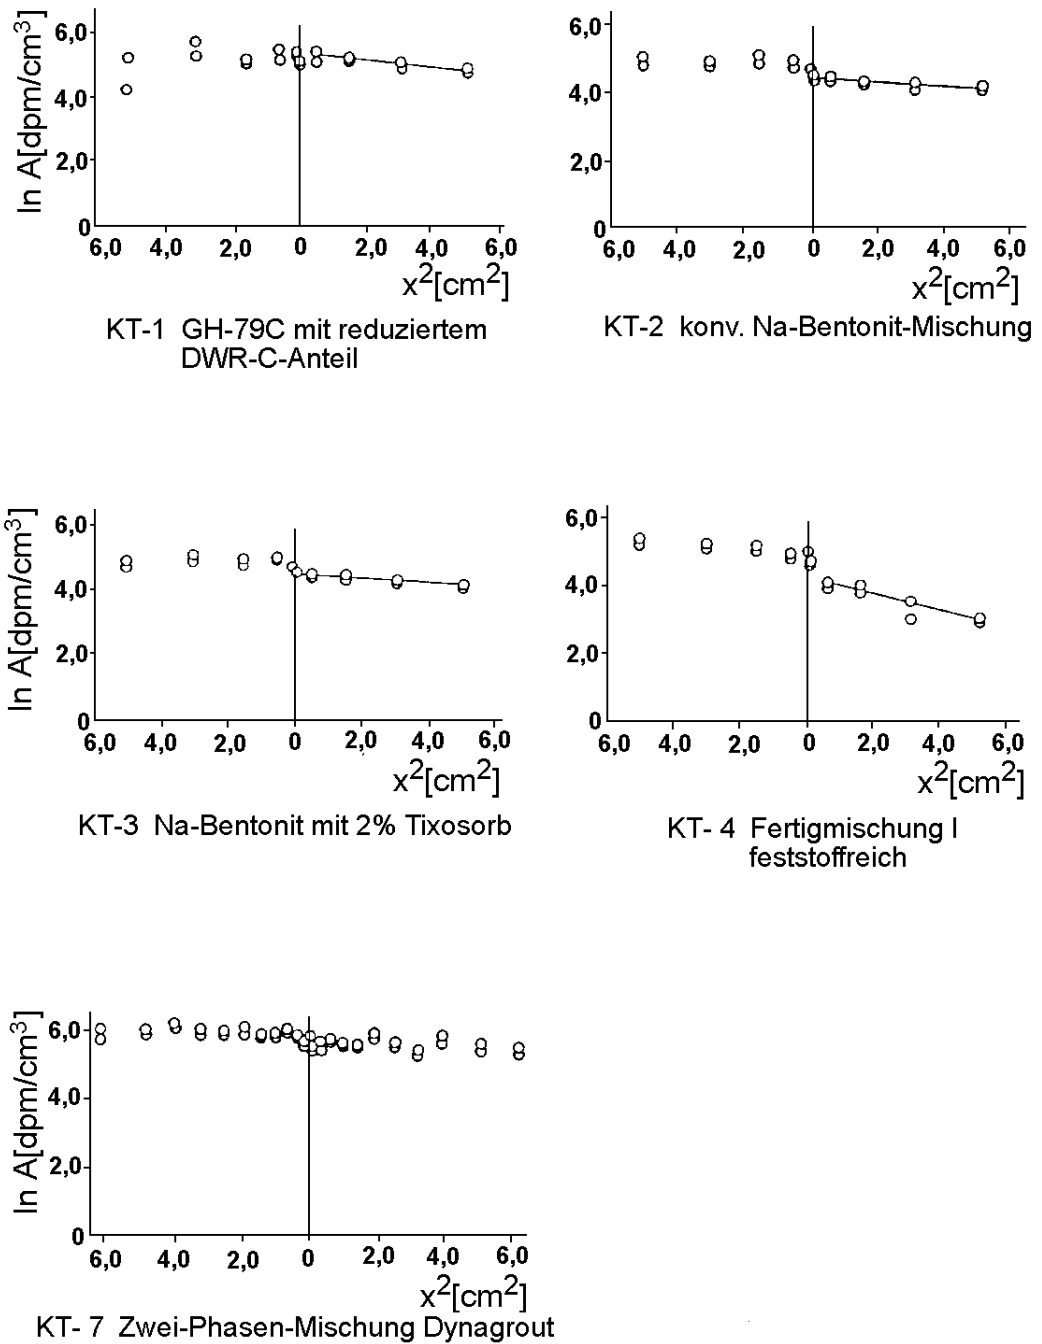 ln A[dpm/cm³]
6,0
4,0
2,0
0
6,0 4,0 2,0 0 2,0 4,0 6,0
x²[cm²]
KT-1 GH-79C mit reduziertem
DWR-C-Anteil
6,0
4,0
2,0
0
6,0 4,0 2,0 0 2,0 4,0 6,0
x²[cm²]
KT-2 konv. Na-Bentonit-Mischung
ln A[dpm/cm³]
6,0
4,0
2,0
0
6,0 4,0 2,0 0 2,0 4,0 6,0
x²[cm²]
KT-3 Na-Bentonit mit 2% Tixosorb
6,0
4,0
2,0
0
6,0 4,0 2,0 0 2,0 4,0 6,0
x²[cm²]
KT- 4 Fertigmischung I
feststoffreich
ln A[dpm/cm³]
6,0
4,0
2,0
0
6,0 4,0 2,0 0 2,0 4,0 6,0
x²[cm²]
KT- 7 Zwei-Phasen-Mischung Dynagrout